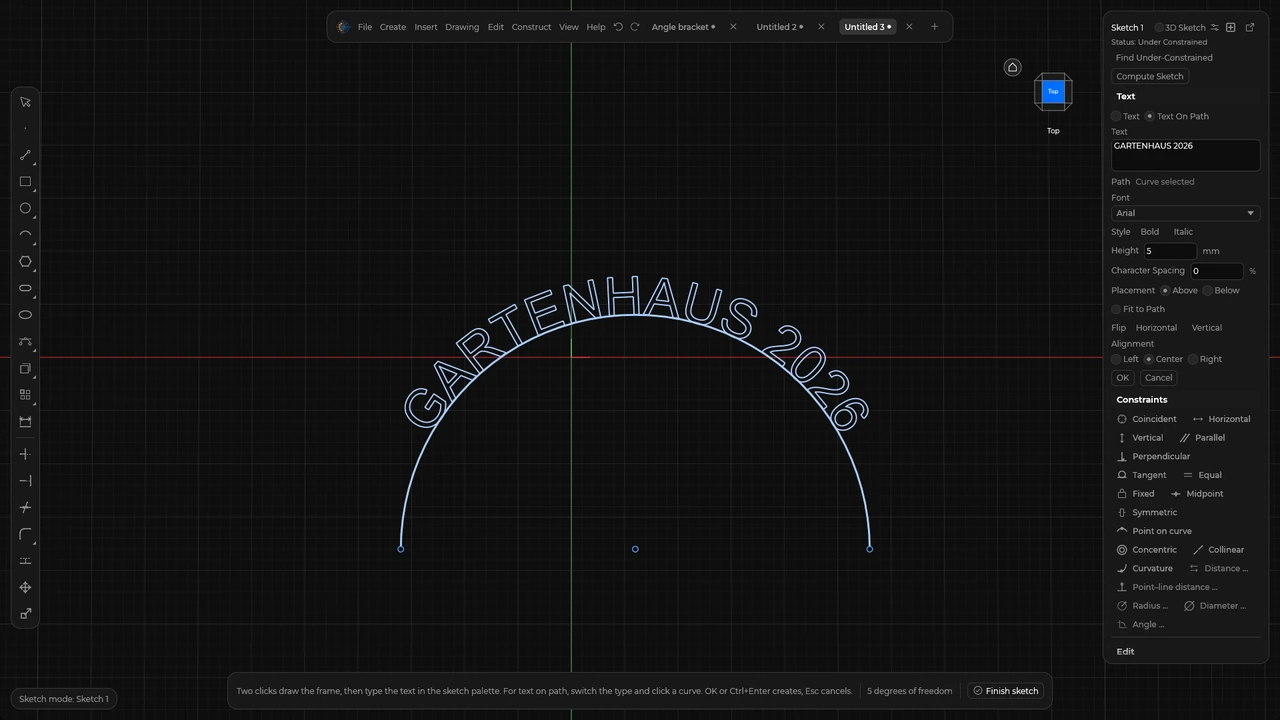 File Create Insert Drawing Edit Construct View Help Angle bracket Untitled 2 Untitled 3
Sketch 1 3D Sketch
Status: Under Constrained
Find Under-Constrained
Compute Sketch
Top
Top
Text
Text Text On Path
Text
GARTENHAUS 2026
Path Curve selected
Font
Arial
Style Bold Italic
Height 5 mm
Character Spacing 0 %
Placement Above Below
Fit to Path
Flip Horizontal Vertical
Alignment
Left Center Right
OK Cancel
Constraints
Coincident Horizontal
Vertical Parallel
Perpendicular
Tangent Equal
Fixed Midpoint
Symmetric
Point on curve
Concentric Collinear
Curvature Distance ...
Point–line distance ...
Radius ... Diameter ...
Angle ...
Edit
GARTENHAUS 2026
Sketch mode: Sketch 1
Two clicks draw the frame, then type the text in the sketch palette. For text on path, switch the type and click a curve. OK or Ctrl+Enter creates, Esc cancels
5 degrees of freedom
Finish sketch